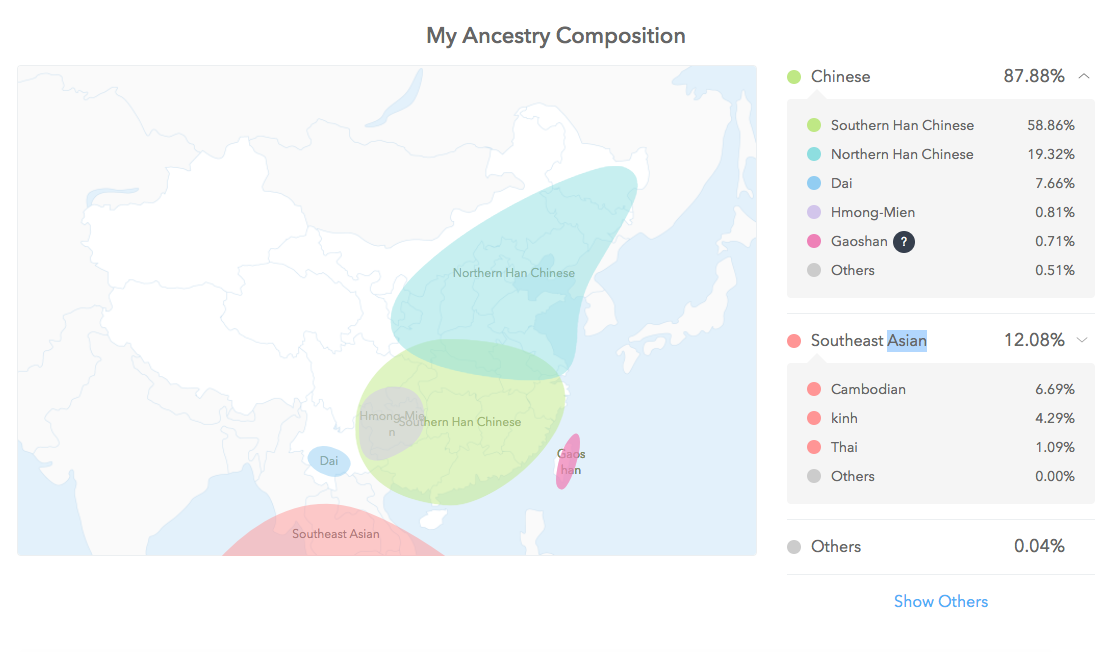 My Ancestry Composition
Northern Han Chinese
Hmong-Mie
n
Southern Han Chinese
Dai
Gaos
han
Southeast Asian
Chinese 87.88%
Southern Han Chinese 58.86%
Northern Han Chinese 19.32%
Dai 7.66%
Hmong-Mien 0.81%
Gaoshan ? 0.71%
Others 0.51%
Southeast Asian 12.08%
Cambodian 6.69%
kinh 4.29%
Thai 1.09%
Others 0.00%
Others 0.04%
Show Others